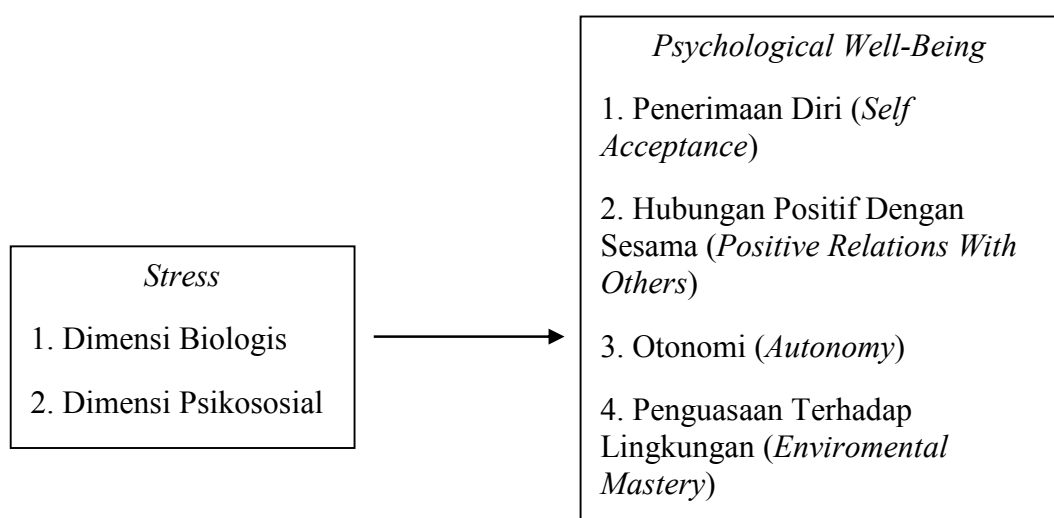 Stress
1. Dimensi Biologis
2. Dimensi Psikososial
Psychological Well-Being
1. Penerimaan Diri (Self
Acceptance)
2. Hubungan Positif Dengan
Sesama (Positive Relations With
Others)
3. Otonomi (Autonomy)
4. Penguasaan Terhadap
Lingkungan (Enviromental
Mastery)